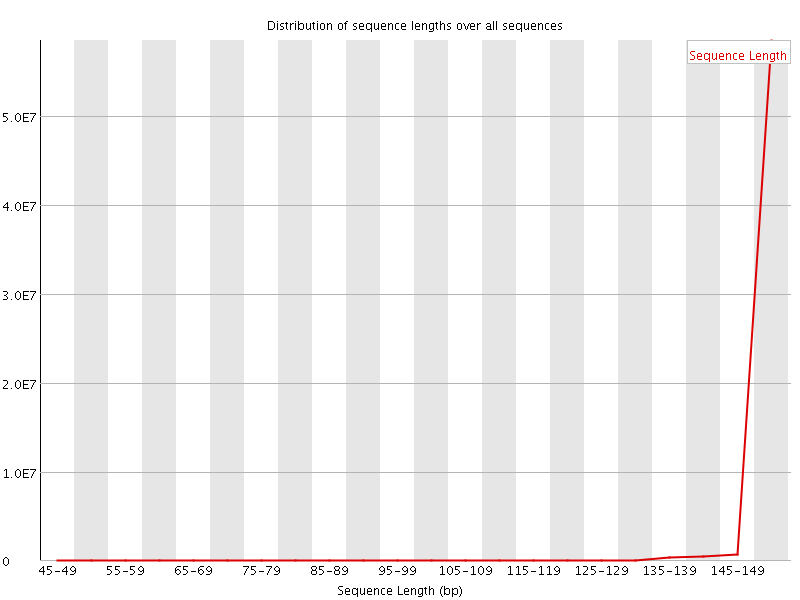 Distribution of sequence lengths over all sequences
Sequence Length
5.0E7
4.0E7
3.0E7
2.0E7
1.0E7
0
45-49 55-59 65-69 75-79 85-89 95-99 105-109 115-119 125-129 135-139 145-149
Sequence Length (bp)